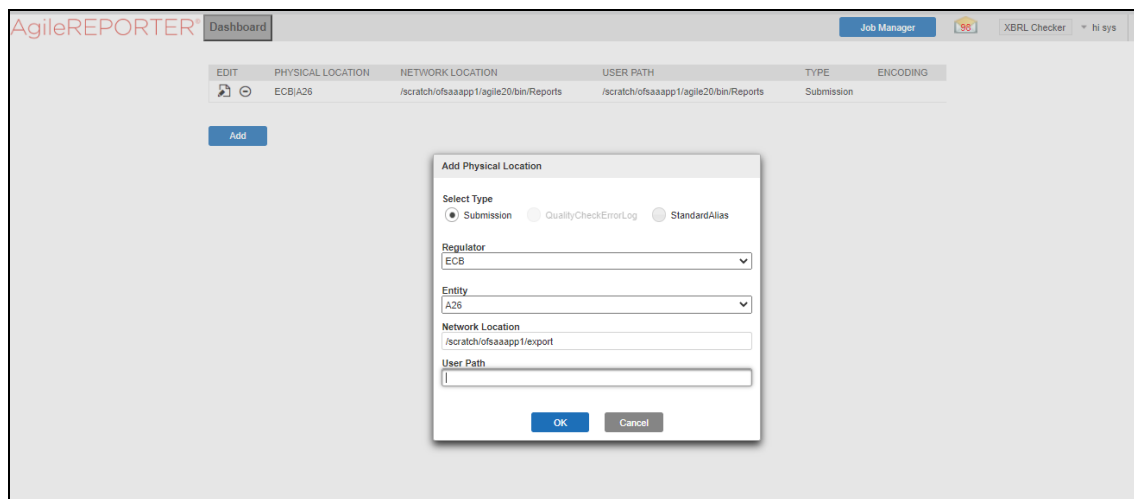 AgileREPORTER® Dashboard Job Manager 98 XBRL Checker hi sys
EDIT PHYSICAL LOCATION NETWORK LOCATION USER PATH TYPE ENCODING
ECB|A26 /scratch/ofsaaapp1/agile20/bin/Reports /scratch/ofsaaapp1/agile20/bin/Reports Submission
Add
Add Physical Location
Select Type
Submission QualityCheckErrorLog StandardAlias
Regulator
ECB
Entity
A26
Network Location
/scratch/ofsaaapp1/export
User Path
OK Cancel